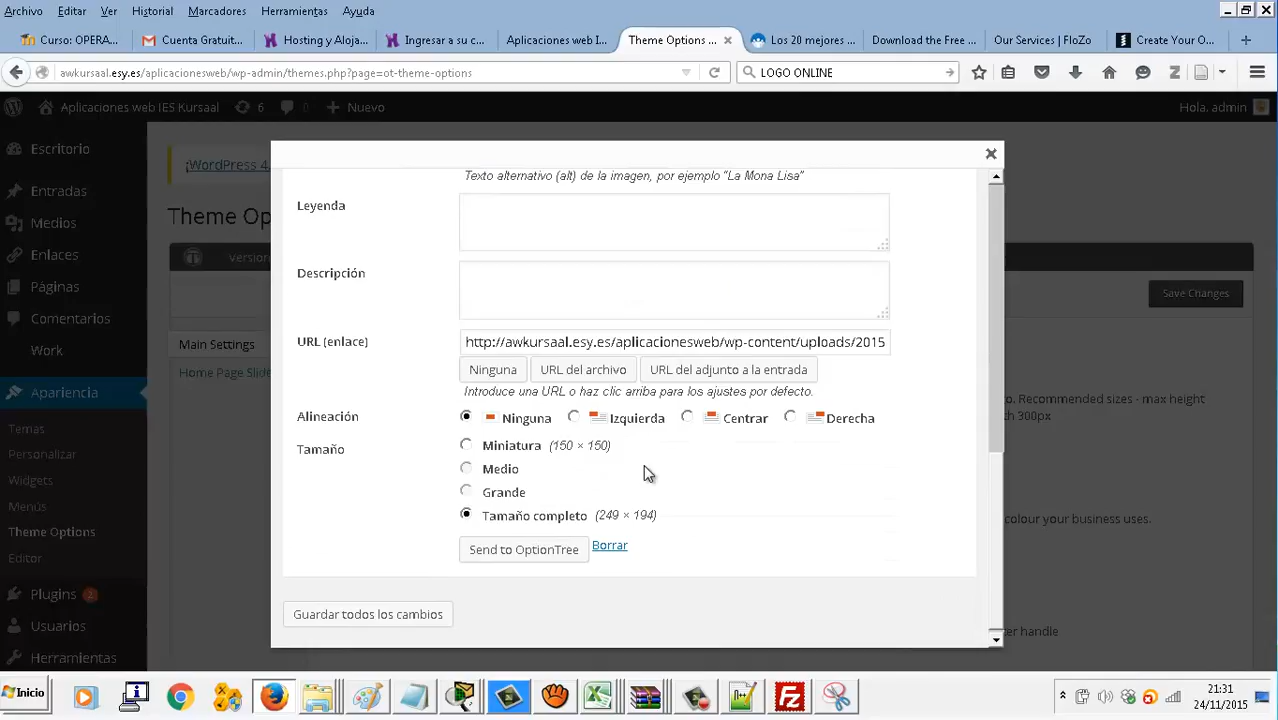 Archivo Editar Ver Historial Marcadores Herramientas Ayuda
Curso: OPERA... Cuenta Gratuit... Hosting y Aloja... Ingresar a su c... Aplicaciones web I... Theme Options ... Los 20 mejores ... Download the Free ... Our Services | FloZo Create Your O...
awkursaal.esy.es/aplicacionesweb/wp-admin/themes.php?page=ot-theme-options LOGO ONLINE
Aplicaciones web IES Kursaal 6 Nuevo Hola, admin
Escritorio
¡WordPress 4.
Entradas
Theme Op
Medios
Enlaces
version
Páginas
Save Changes
Comentarios
Main Settings
Work
Home Page Slide
Apariencia
o. Recommended sizes - max height
th 300px
Temas
Personalizar
Widgets
Menús
colour your business uses.
Theme Options
Editor
Plugins 2
Usuarios
er handle
Herramientas
Texto alternativo (alt) de la imagen, por ejemplo "La Mona Lisa"
Leyenda
Descripción
URL (enlace) http://awkursaal.esy.es/aplicacionesweb/wp-content/uploads/2015
Ninguna URL del archivo URL del adjunto a la entrada
Introduce una URL o haz clic arriba para los ajustes por defecto.
Alineación Ninguna Izquierda Centrar Derecha
Tamaño Miniatura (150 × 150)
Medio
Grande
Tamaño completo (249 × 194)
Send to OptionTree Borrar
Guardar todos los cambios
Inicio
21:31
24/11/2015